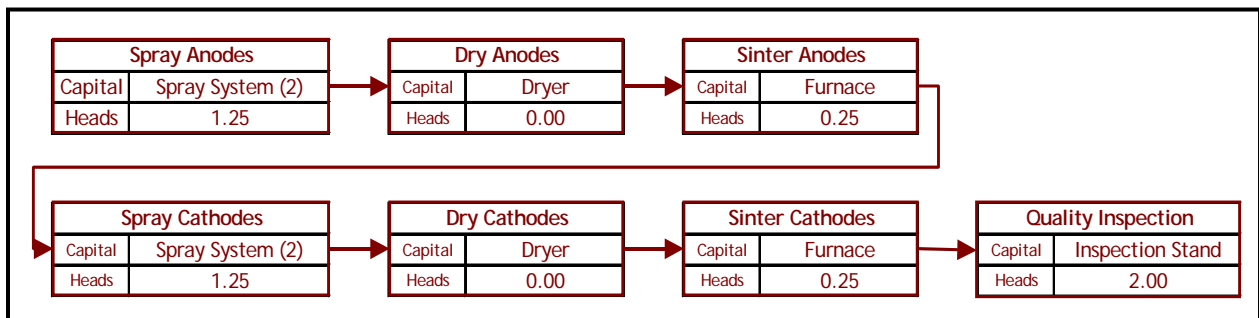 Spray Anodes
Capital Spray System (2)
Heads 1.25
Dry Anodes
Capital Dryer
Heads 0.00
Sinter Anodes
Capital Furnace
Heads 0.25
Spray Cathodes
Capital Spray System (2)
Heads 1.25
Dry Cathodes
Capital Dryer
Heads 0.00
Sinter Cathodes
Capital Furnace
Heads 0.25
Quality Inspection
Capital Inspection Stand
Heads 2.00